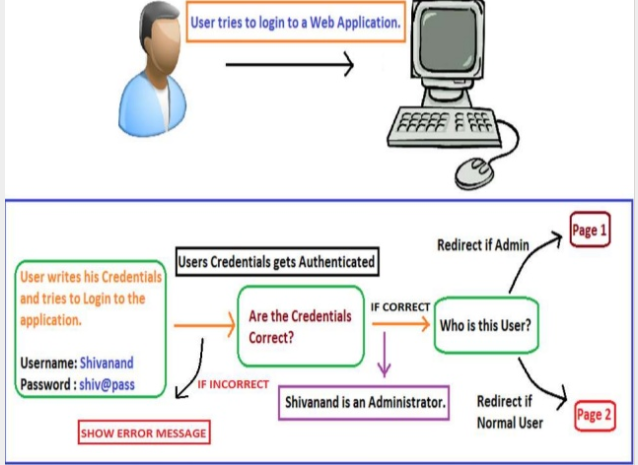 User tries to login to a Web Application.
Users Credentials gets Authenticated
User writes his Credentials
and tries to Login to the
application.
Username: Shivanand
Password : shiv@pass
IF INCORRECT
SHOW ERROR MESSAGE
Are the Credentials
Correct?
IF CORRECT
Shivanand is an Administrator.
Who is this User?
Redirect if Admin
Page 1
Redirect if
Normal User
Page 2